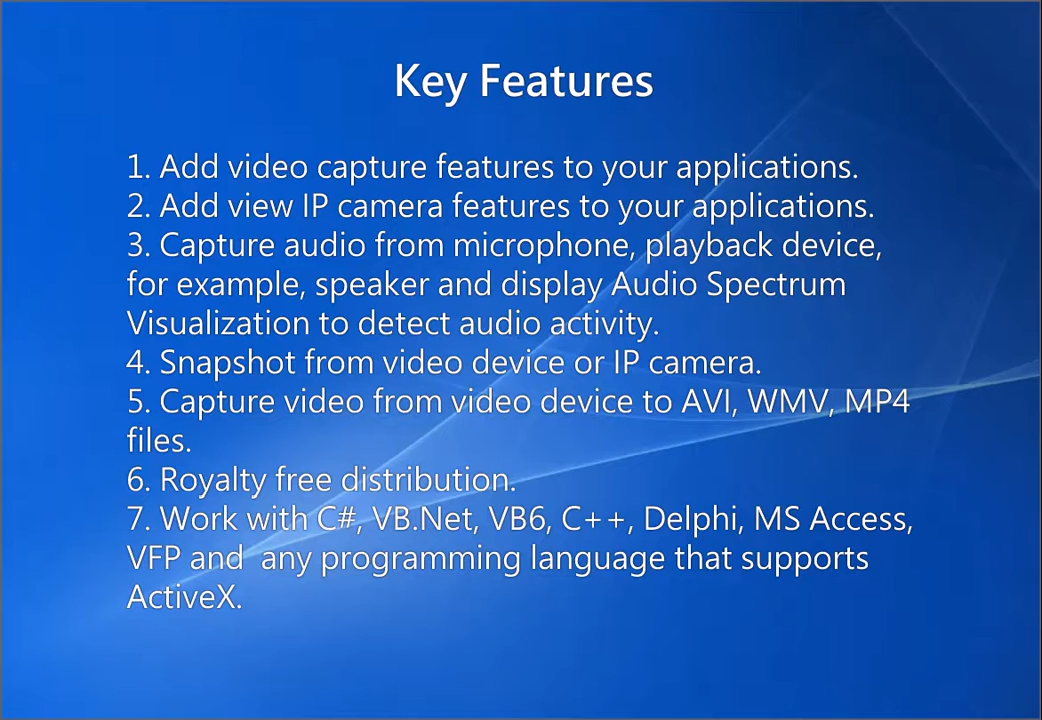 Key Features
1. Add video capture features to your applications.
2. Add view IP camera features to your applications.
3. Capture audio from microphone, playback device,
for example, speaker and display Audio Spectrum
Visualization to detect audio activity.
4. Snapshot from video device or IP camera.
5. Capture video from video device to AVI, WMV, MP4
files.
6. Royalty free distribution.
7. Work with C#, VB.Net, VB6, C++, Delphi, MS Access,
VFP and  any programming language that supports
ActiveX.